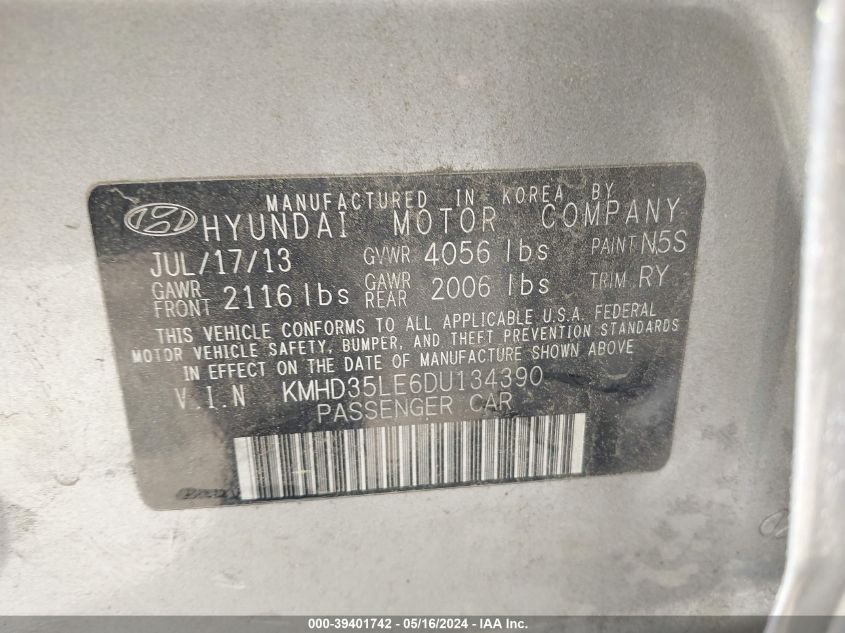 MANUFACTURED IN KOREA BY
HYUNDAI MOTOR COMPANY
JUL/17/13 GVWR 4056 lbs PAINT N5S
GAWR FRONT 2116 lbs GAWR REAR 2006 lbs TRIM RY
THIS VEHICLE CONFORMS TO ALL APPLICABLE U.S.A. FEDERAL
MOTOR VEHICLE SAFETY, BUMPER, AND THEFT PREVENTION STANDARDS
IN EFFECT ON THE DATE OF MANUFACTURE SHOWN ABOVE
V.I.N KMHD35LE6DU134390
PASSENGER CAR
000-39401742 - 05/16/2024 - IAA Inc.